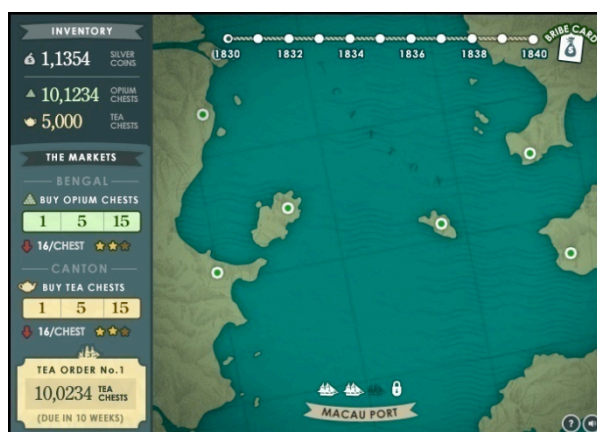 INVENTORY
1,1354 SILVER COINS
10,1234 OPIUM CHESTS
5,000 TEA CHESTS
THE MARKETS
BENGAL
BUY OPIUM CHESTS
1 5 15
16/CHEST
CANTON
BUY TEA CHESTS
1 5 15
16/CHEST
TEA ORDER No.1
10,0234 TEA CHESTS
(DUE IN 10 WEEKS)
(1830 1832 1834 1836 1838 1840
BRIBE CARD
MACAU PORT
?